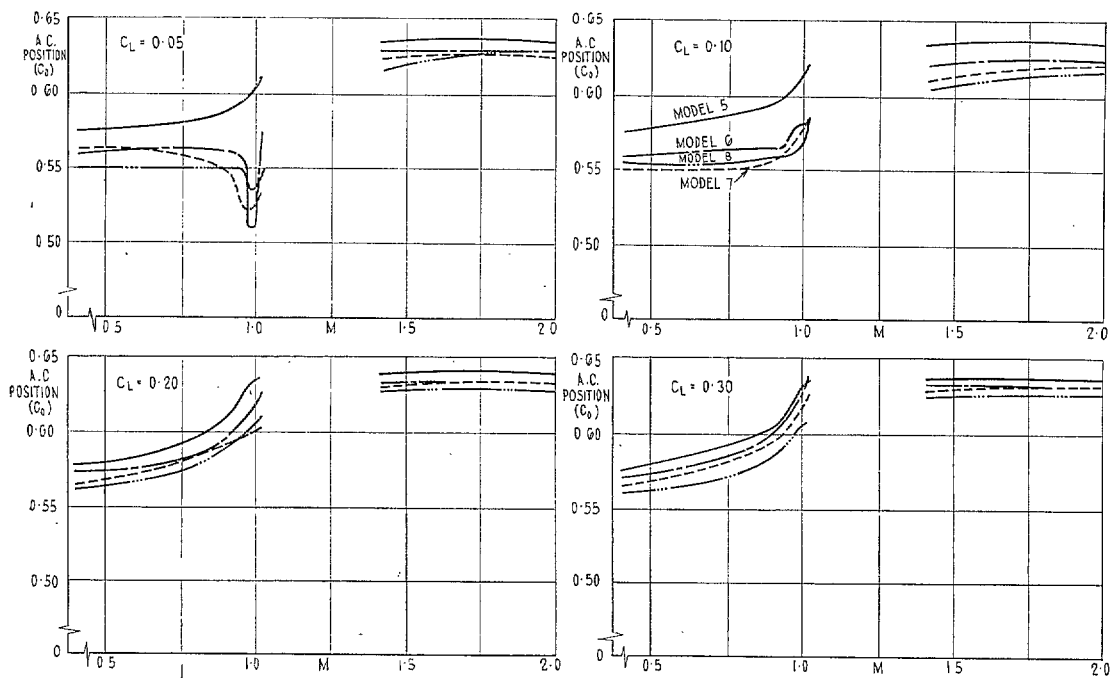 0.65
A.C.
POSITION
(C₀)
0.60
0.55
0.50
0
C_L = 0.05
0.5
1.0
M
1.5
2.0
0.65
A.C
POSITION
(C₀)
0.60
0.55
0.50
0
C_L = 0.10
MODEL 5
MODEL 6
MODEL 8
MODEL 7
0.5
1.0
M
1.5
2.0
0.65
A.C
POSITION
(C₀)
0.60
0.55
0.50
0
C_L = 0.20
0.5
1.0
M
1.5
2.0
0.65
A.C.
POSITION
(C₀)
0.60
0.55
0.50
0
C_L = 0.30
0.5
1.0
M
1.5
2.0